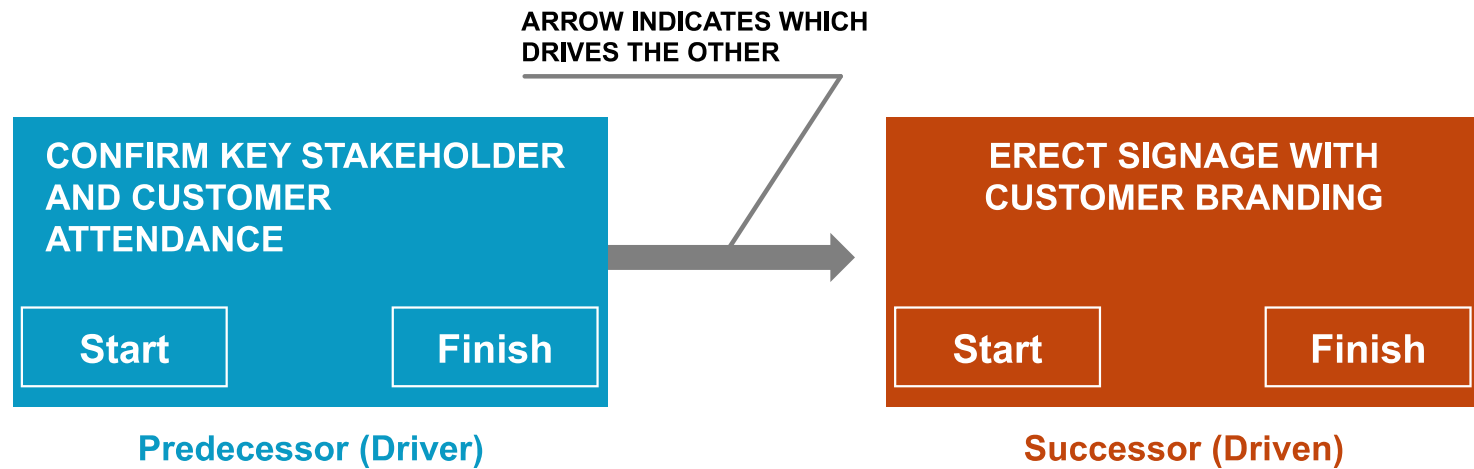 ARROW INDICATES WHICH
DRIVES THE OTHER
CONFIRM KEY STAKEHOLDER
AND CUSTOMER
ATTENDANCE
Start
Finish
Predecessor (Driver)
ERECT SIGNAGE WITH
CUSTOMER BRANDING
Start
Finish
Successor (Driven)